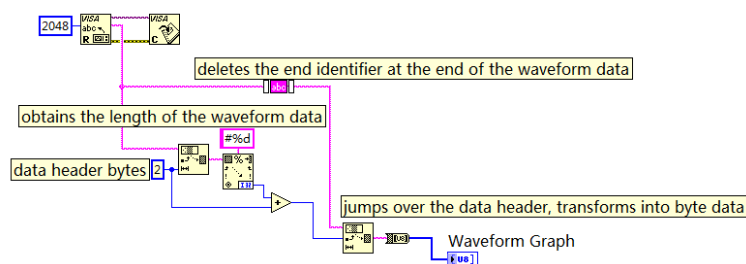 2048
VISA
abc
R
VISA
C
deletes the end identifier at the end of the waveform data
abc
obtains the length of the waveform data
#%d
data header bytes
2
%
I32
+
jumps over the data header, transforms into byte data
[U8]
Waveform Graph
[U8]